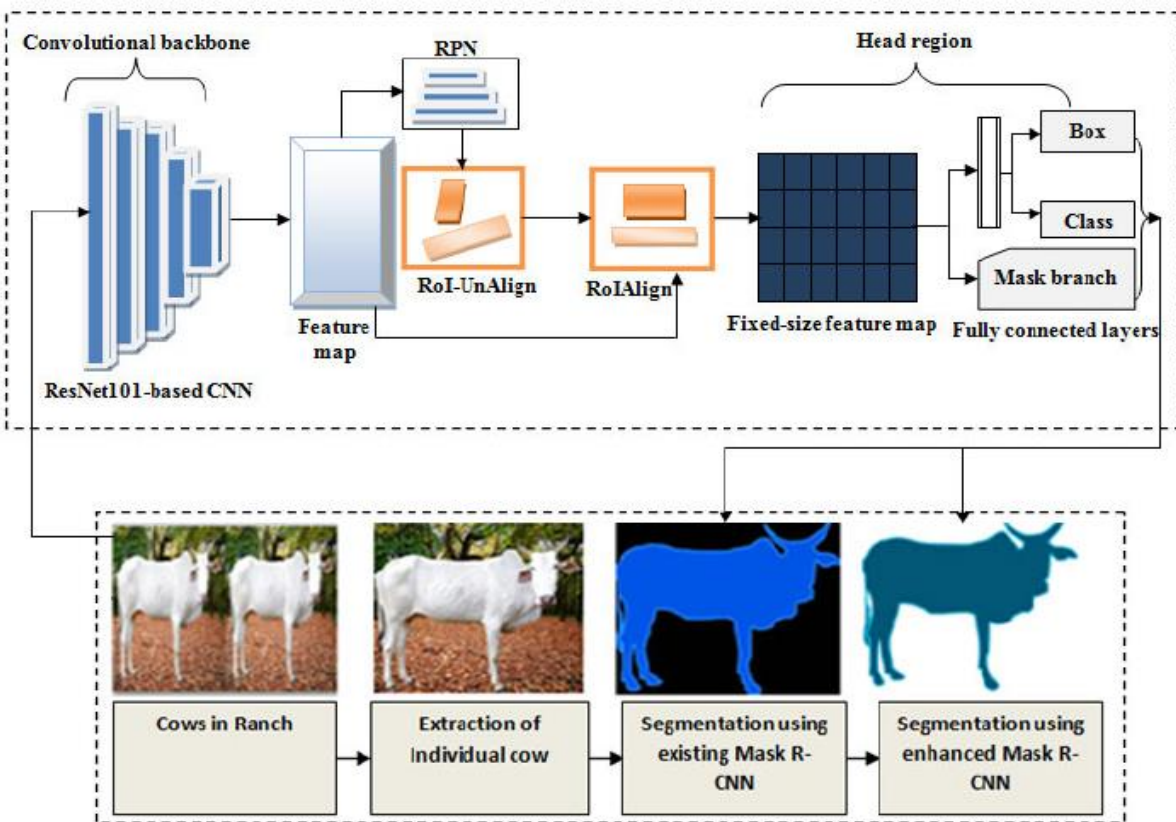 Convolutional backbone
RPN
Head region
Box
Class
Mask branch
RoI-UnAlign
RoIAlign
Fixed-size feature map
Fully connected layers
Feature
map
ResNet101-based CNN
Cows in Ranch
Extraction of
Individual cow
Segmentation using
existing Mask R-
CNN
Segmentation using
enhanced Mask R-
CNN